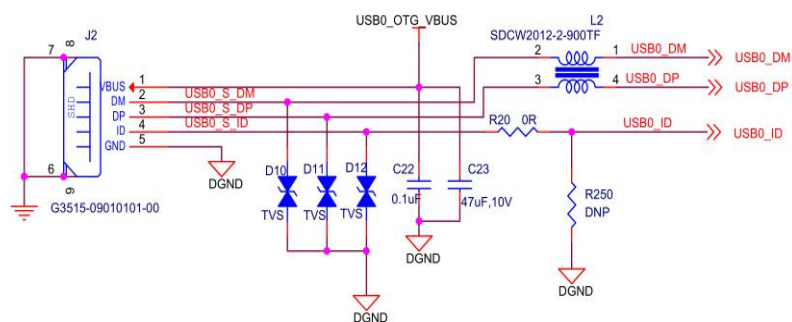 USB0_OTG_VBUS
L2
SDCW2012-2-900TF
J2
7
8
SHD
VBUS
1
DM
2
USB0_S_DM
DP
3
USB0_S_DP
ID
4
USB0_S_ID
GND
5
6
9
G3515-09010101-00
DGND
2
1
USB0_DM
USB0_DM
3
4
USB0_DP
USB0_DP
R20
0R
USB0_ID
USB0_ID
D10
D11
D12
TVS
TVS
TVS
DGND
C22
0.1uF
C23
47uF,10V
DGND
R250
DNP
DGND